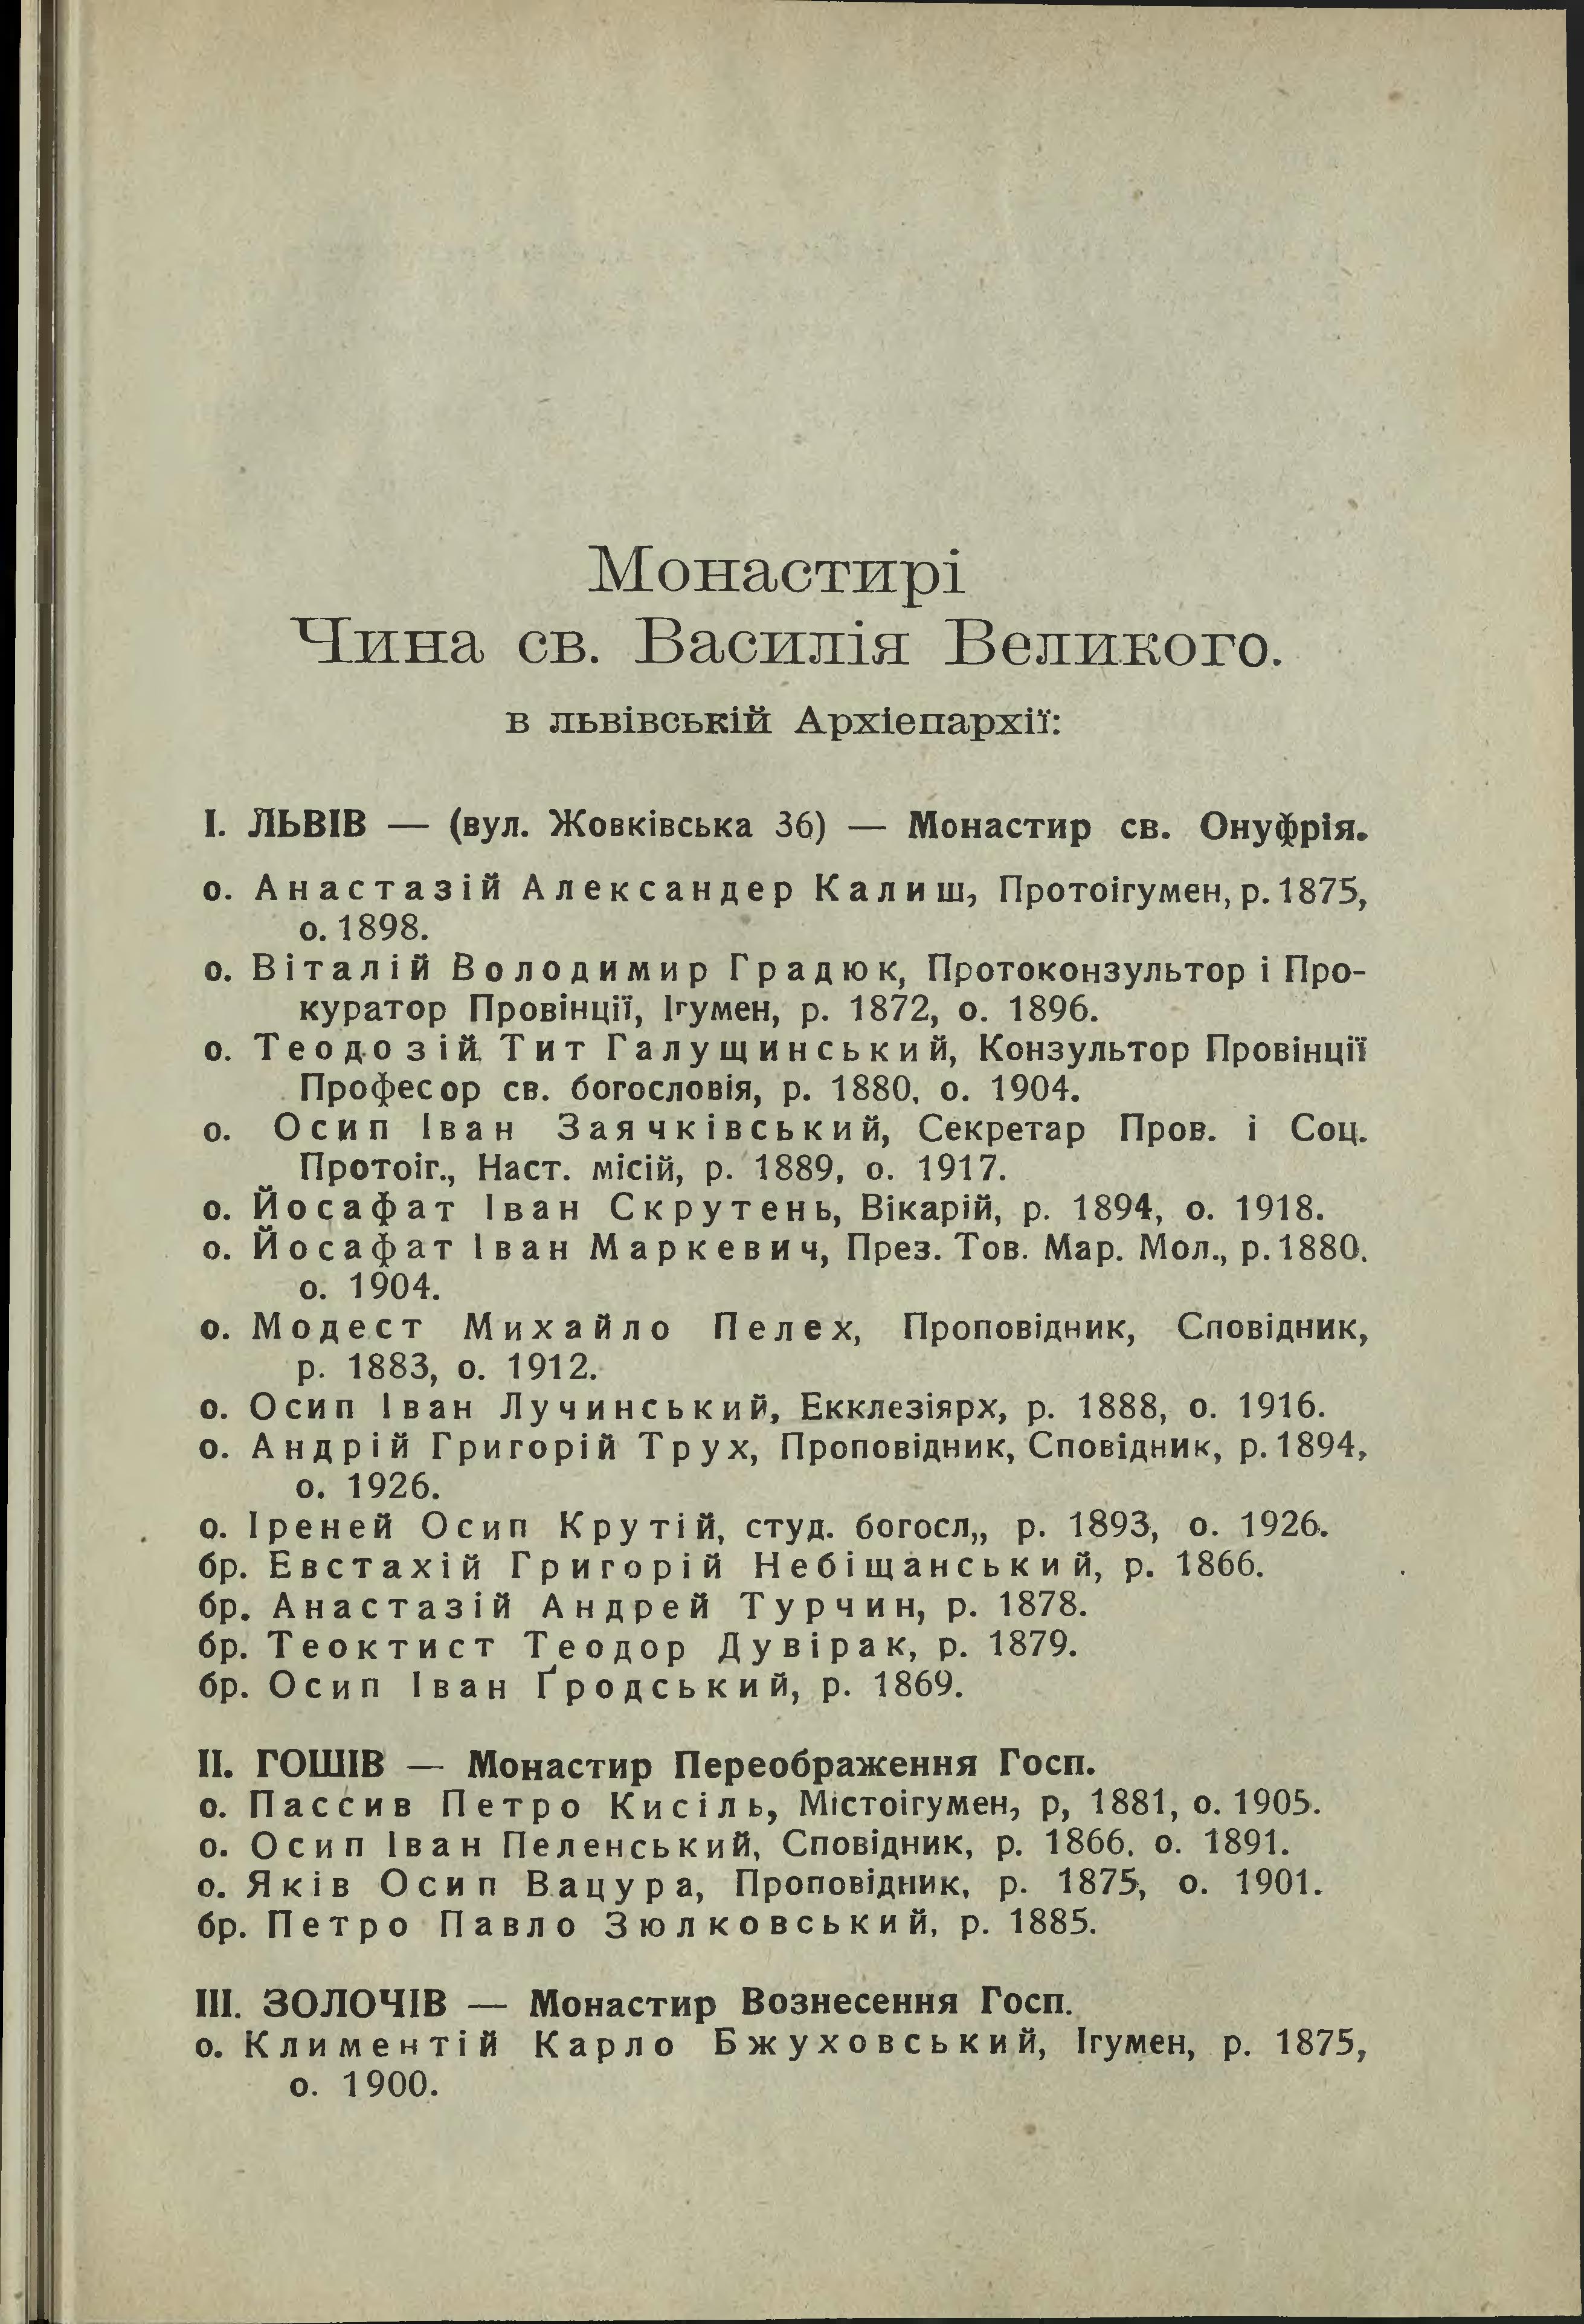 Монастирі
Чина св. Василія Великого.
в львівській Архіепархії:
І. ЛЬВІВ — (вул. Жовківська 36) — Монастир св. Онуфрія.
о. Анастазій Александер Калиш, Протоігумен, р. 1875,
о. 1898.
о. Віталій Володимир Градюк, Протоконзультор і Про-
куратор Провінції, Ігумен, р. 1872, о. 1896.
о. Теодозій Тит Галущинський, Конзультор Провінції
Професор св. богословія, р. 1880, о. 1904.
о. Осип Іван Заячківський, Секретар Пров. і Соц.
Протоіг., Наст. місій, р. 1889, о. 1917.
о. Йосафат Іван Скрутень, Вікарій, р. 1894, о. 1918.
о. Йосафат Іван Маркевич, През. Тов. Мар. Мол., р. 1880.
о. 1904.
о. Модест Михайло Пелех, Проповідник, Сповідник,
р. 1883, о. 1912.
о. Осип Іван Лучинський, Екклезіярх, р. 1888, о. 1916.
о. Андрій Григорій Трух, Проповідник, Сповідник, р. 1894,
о. 1926.
о. Іреней Осип Крутій, студ. богосл„ р. 1893, о. 1926.
бр. Евстахій Григорій Небіщанський, р. 1866.
бр. Анастазій Андрей Турчин, р. 1878.
бр. Теоктист Теодор Дувірак, р. 1879.
бр. Осип Іван Ґродський, р. 1869.
ІІ. ГОШІВ — Монастир Переображення Госп.
о. Пассив Петро Кисіль, Містоігумен, р, 1881, о. 1905.
о. Осип Іван Пеленський, Сповідник, р. 1866. о. 1891.
о. Яків Осип Вацура, Проповідник, р. 1875, о. 1901.
бр. Петро Павло Зюлковський, р. 1885.
ІІІ. ЗОЛОЧІВ — Монастир Вознесення Госп.
о. Климентій Карло Бжуховський, Ігумен, р. 1875,
о. 1900.